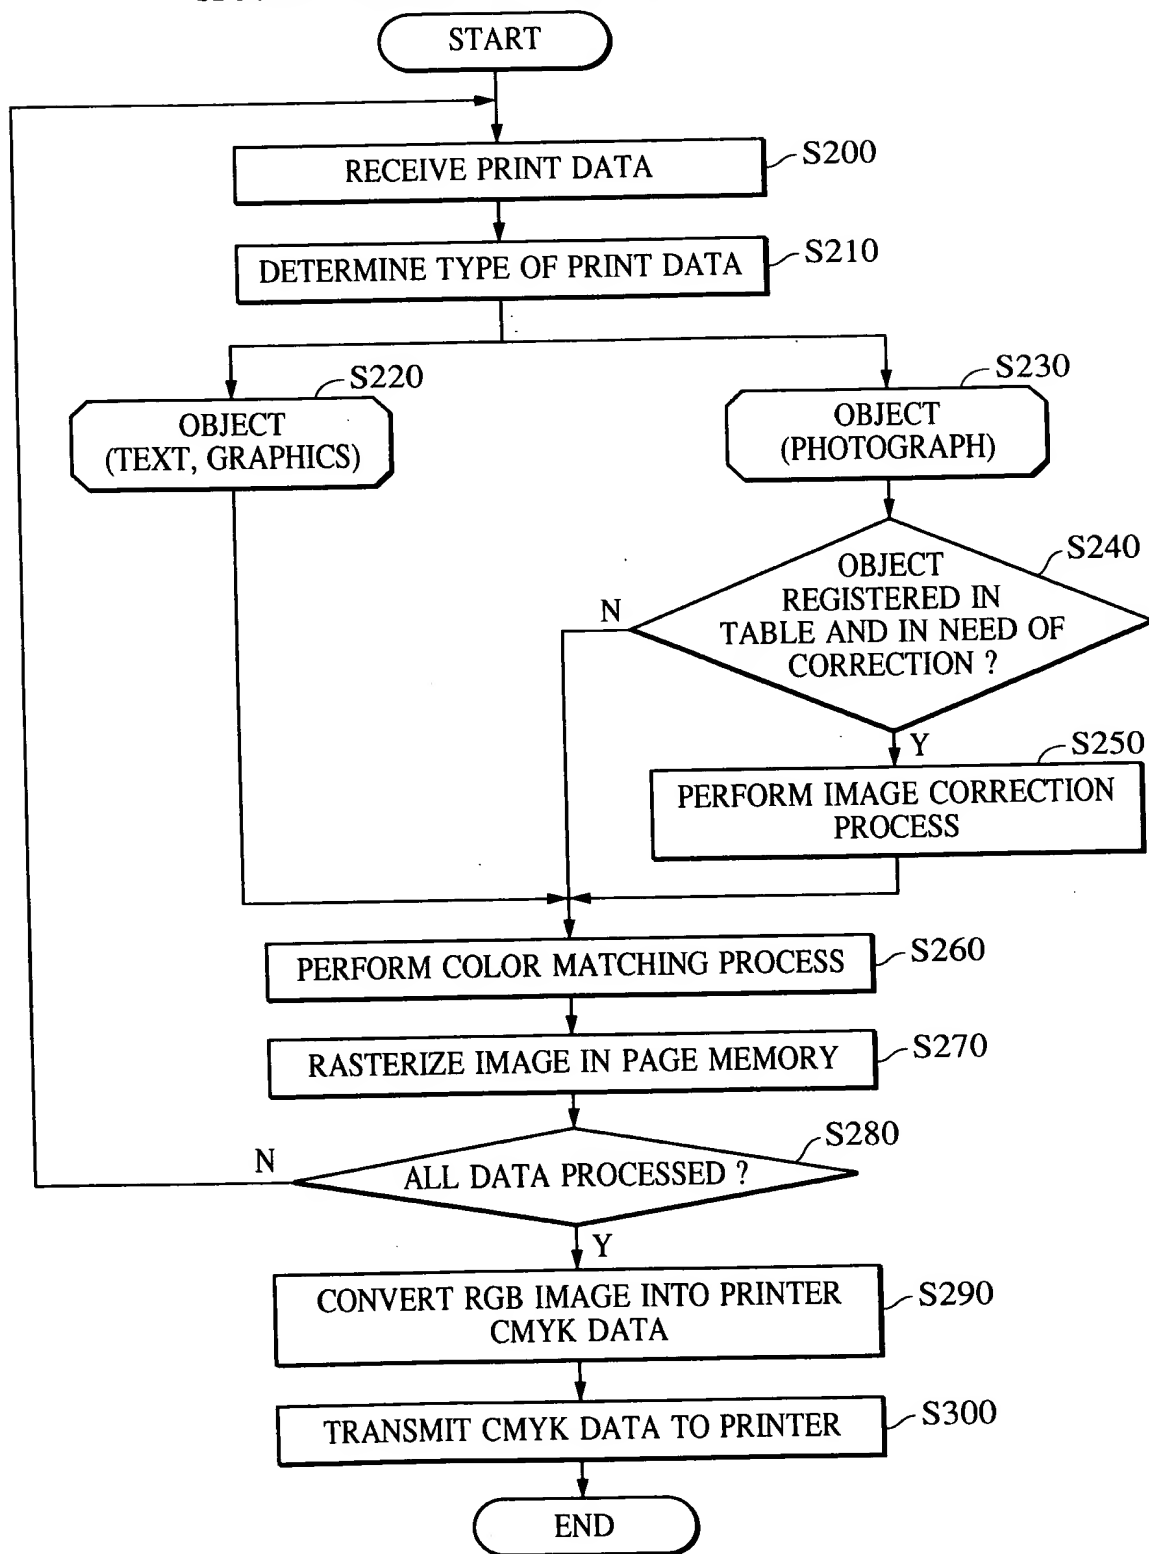 START
RECEIVE PRINT DATA
S200
DETERMINE TYPE OF PRINT DATA
S210
S220
OBJECT
(TEXT, GRAPHICS)
S230
OBJECT
(PHOTOGRAPH)
S240
OBJECT
REGISTERED IN
TABLE AND IN NEED OF
CORRECTION ?
N
Y
S250
PERFORM IMAGE CORRECTION
PROCESS
PERFORM COLOR MATCHING PROCESS
S260
RASTERIZE IMAGE IN PAGE MEMORY
S270
S280
ALL DATA PROCESSED ?
N
Y
CONVERT RGB IMAGE INTO PRINTER
CMYK DATA
S290
TRANSMIT CMYK DATA TO PRINTER
S300
END